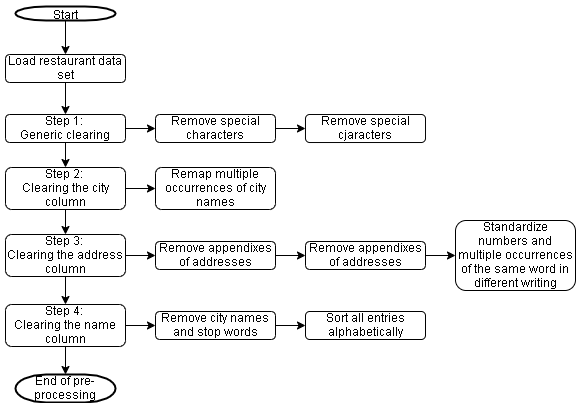 Start
Load restaurant data
set
Step 1:
Generic clearing
Remove special
characters
Remove special
cjaracters
Step 2:
Clearing the city
column
Remap multiple
occurrences of city
names
Step 3:
Clearing the address
column
Remove appendixes
of addresses
Remove appendixes
of addresses
Standardize
numbers and
multiple occurrences
of the same word in
different writing
Step 4:
Clearing the name
column
Remove city names
and stop words
Sort all entries
alphabetically
End of pre-
processing